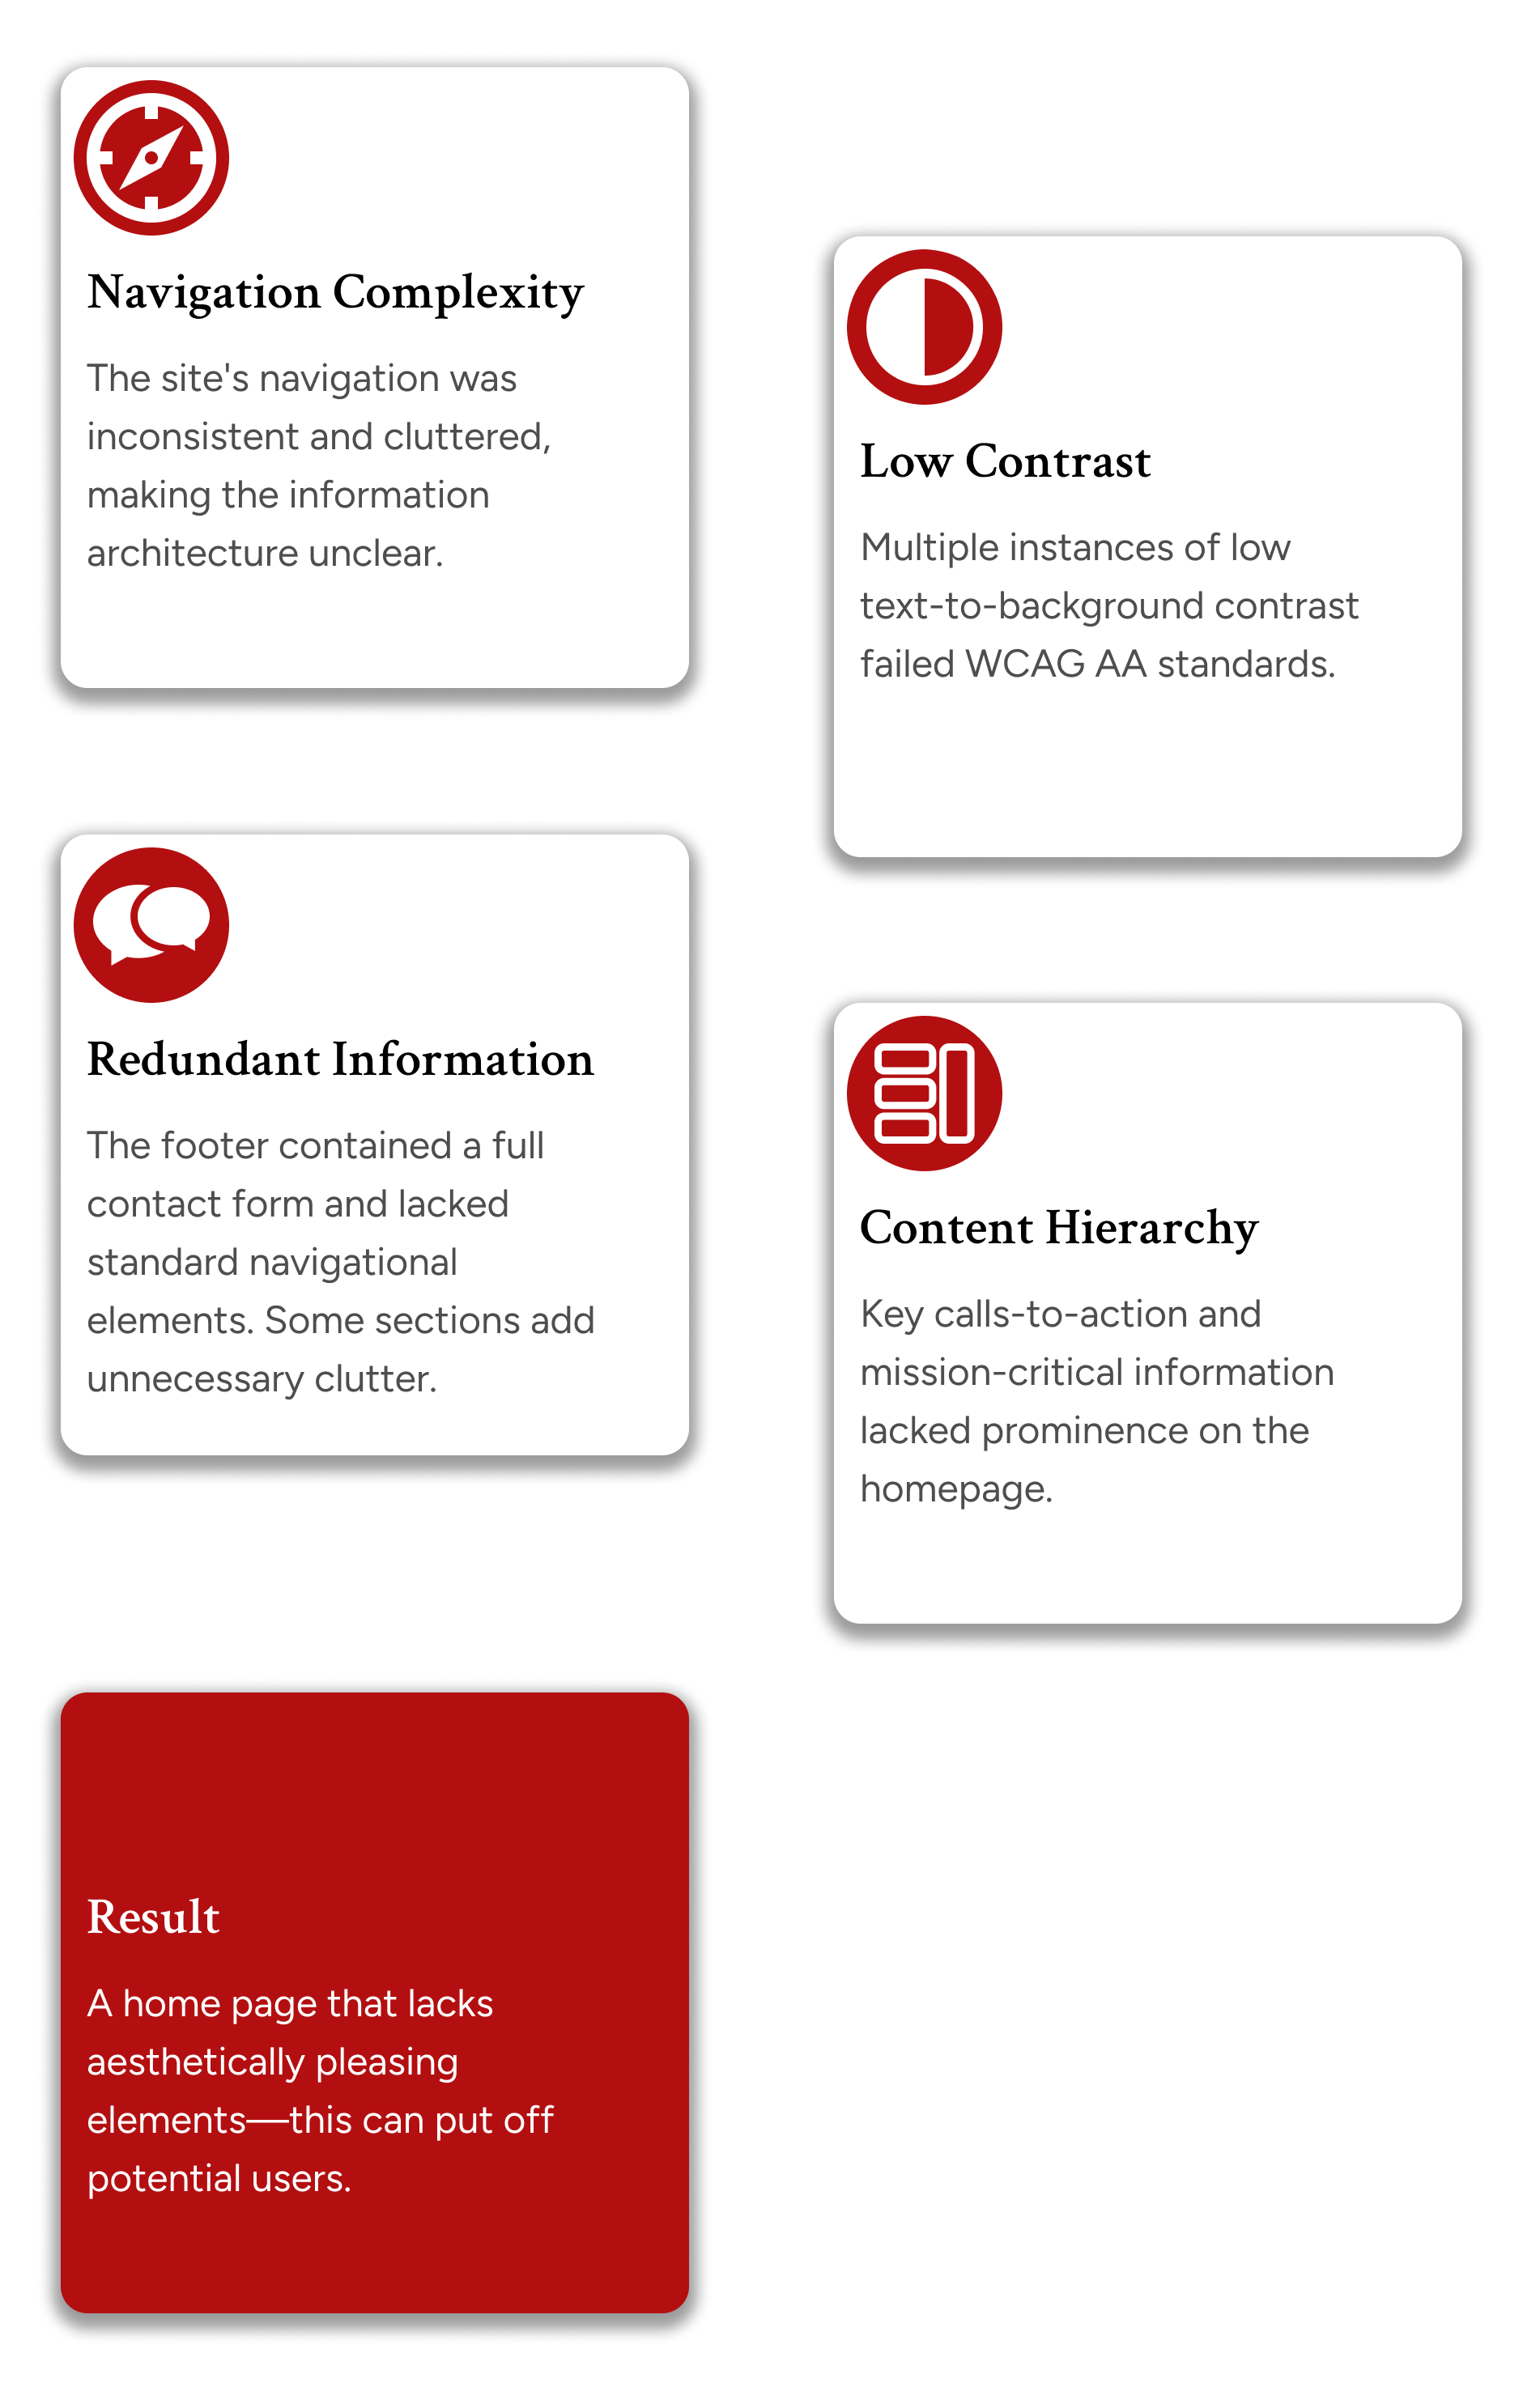 Navigation Complexity
The site's navigation was
inconsistent and cluttered,
making the information
architecture unclear.
Low Contrast
Multiple instances of low
text-to-background contrast
failed WCAG AA standards.
Redundant Information
The footer contained a full
contact form and lacked
standard navigational
elements. Some sections add
unnecessary clutter.
Content Hierarchy
Key calls-to-action and
mission-critical information
lacked prominence on the
homepage.
Result
A home page that lacks
aesthetically pleasing
elements—this can put off
potential users.